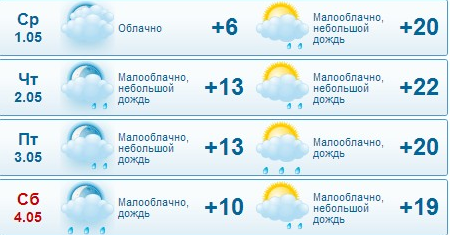 Ср
1.05
Облачно
+6
Малооблачно,
небольшой
дождь
+20
Чт
2.05
Малооблачно,
небольшой
дождь
+13
Малооблачно,
небольшой
дождь
+22
Пт
3.05
Малооблачно,
небольшой
дождь
+13
Малооблачно,
дождь
+20
Сб
4.05
Малооблачно,
дождь
+10
Малооблачно,
небольшой
дождь
+19